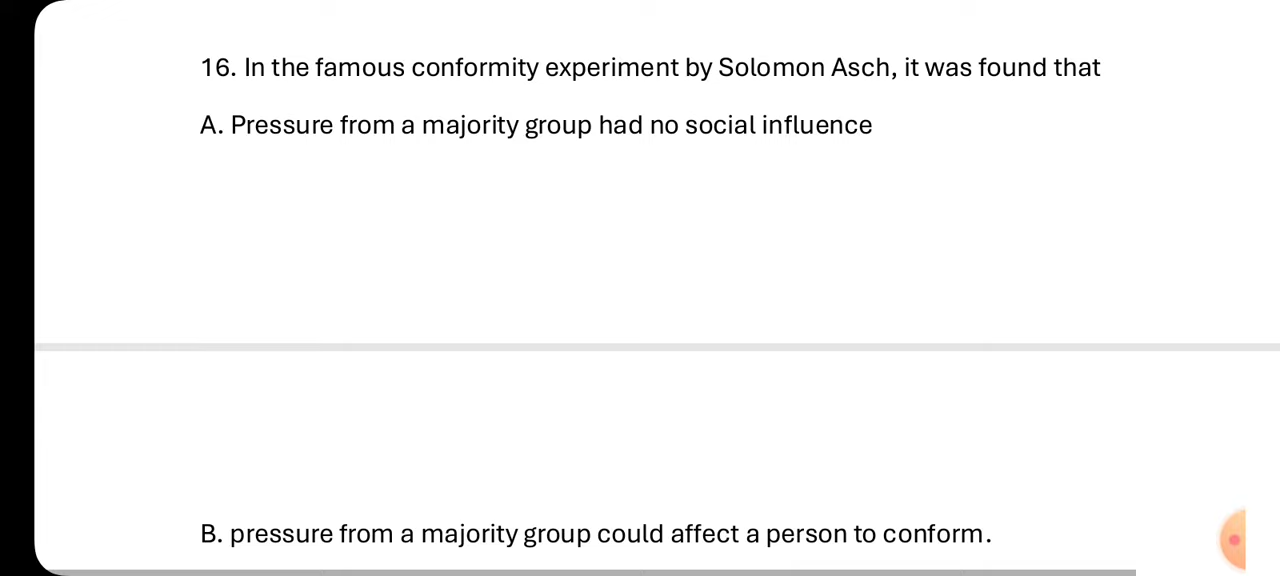 16. In the famous conformity experiment by Solomon Asch, it was found that
A. Pressure from a majority group had no social influence
B. pressure from a majority group could affect a person to conform.